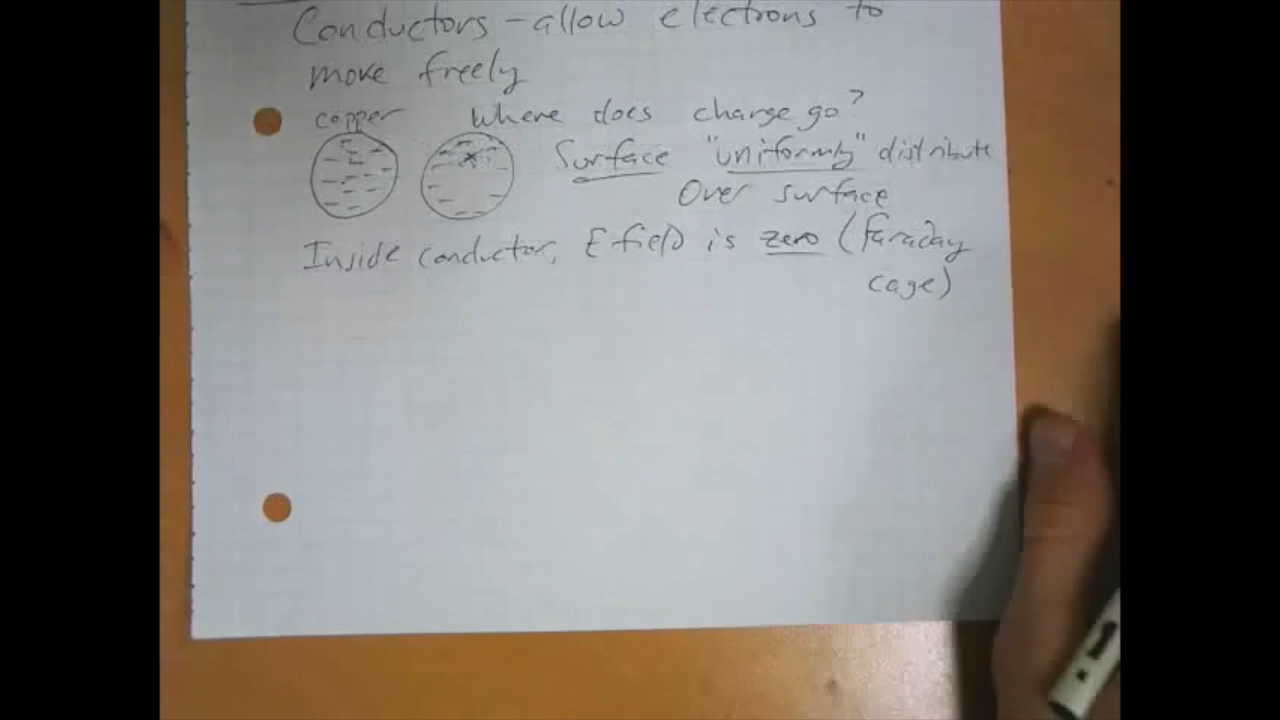 Conductors - allow electrons to
move freely
copper Where does charge go?
Surface "uniformly" distribute
Over surface
Inside conductor, E-field is zero (Faraday
cage)